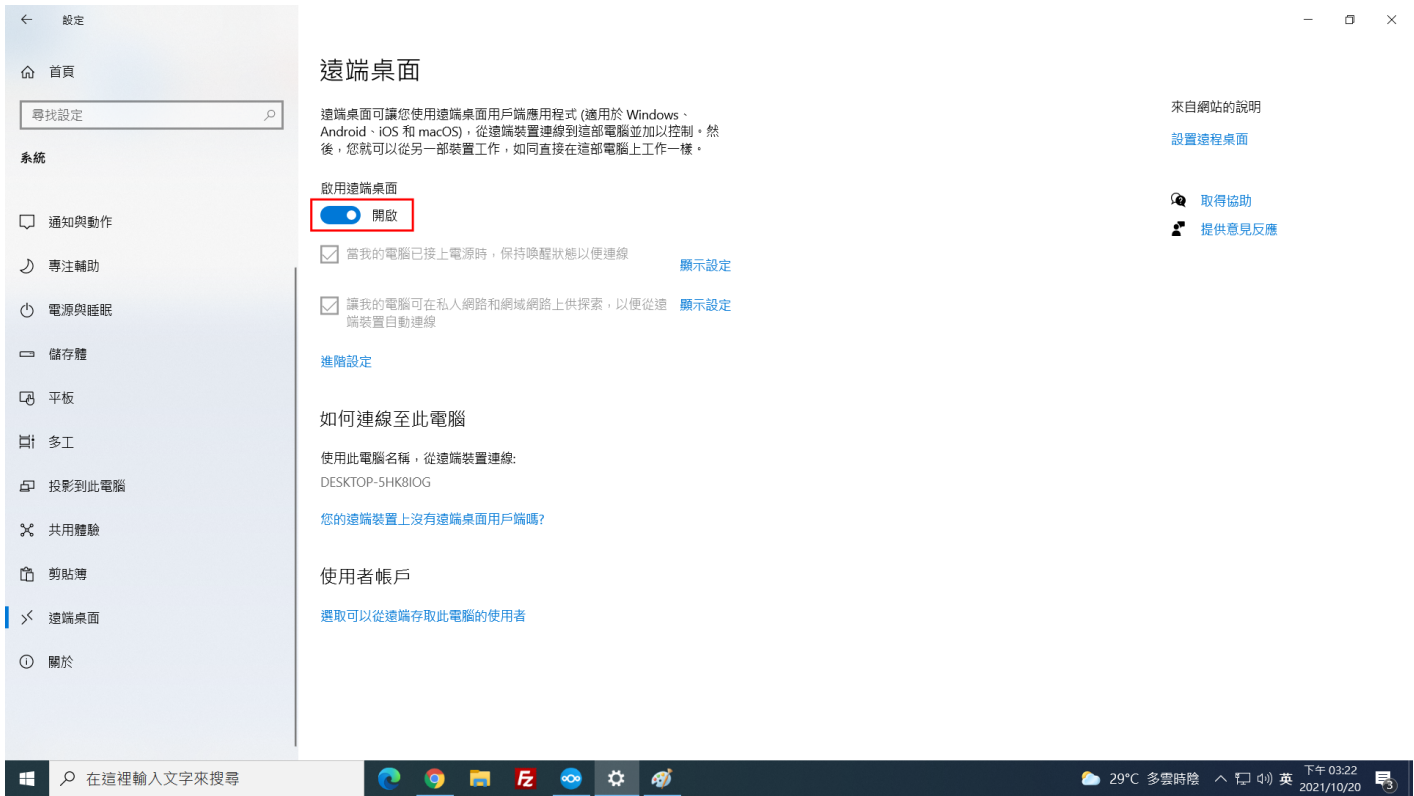 設定
首頁
尋找設定
系統
通知與動作
專注輔助
電源與睡眠
儲存體
平板
多工
投影到此電腦
共用體驗
剪貼簿
遠端桌面
關於
遠端桌面
遠端桌面可讓您使用遠端桌面用戶端應用程式 (適用於 Windows、
Android、iOS 和 macOS)，從遠端裝置連線到這部電腦並加以控制。然
後，您就可以從另一部裝置工作，如同直接在這部電腦上工作一樣。
啟用遠端桌面
開啟
當我的電腦已接上電源時，保持喚醒狀態以便連線
顯示設定
讓我的電腦可在私人網路和網域網路上供探索，以便從遠
端裝置自動連線
顯示設定
進階設定
如何連線至此電腦
使用此電腦名稱，從遠端裝置連線:
DESKTOP-5HK8IOG
您的遠端裝置上沒有遠端桌面用戶端嗎?
使用者帳戶
選取可以從遠端存取此電腦的使用者
來自網站的說明
設置遠程桌面
取得協助
提供意見反應
在這裡輸入文字來搜尋
Fz
29°C 多雲時陰
英
下午 03:22
2021/10/20
3